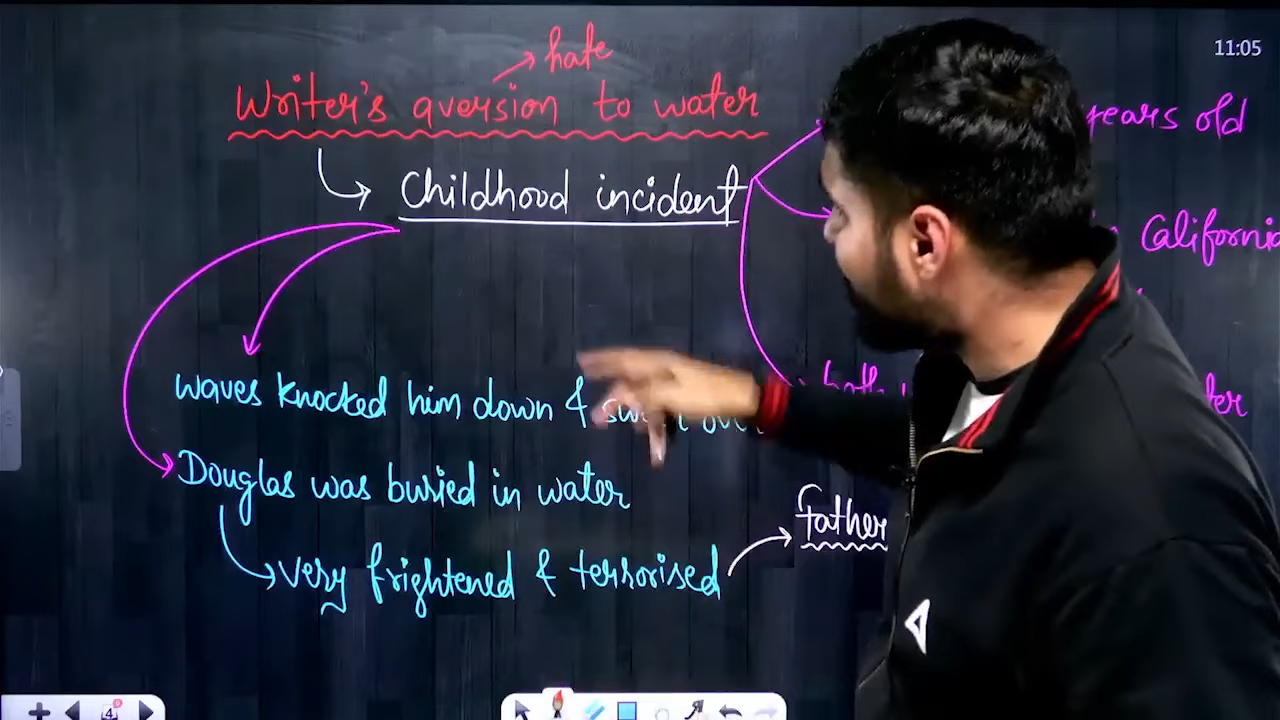 11:05
hate
Writer's aversion to water
years old
Childhood incident
California
waves knocked him down &
Douglas was buried in water
father
very frightened & terrorised
4